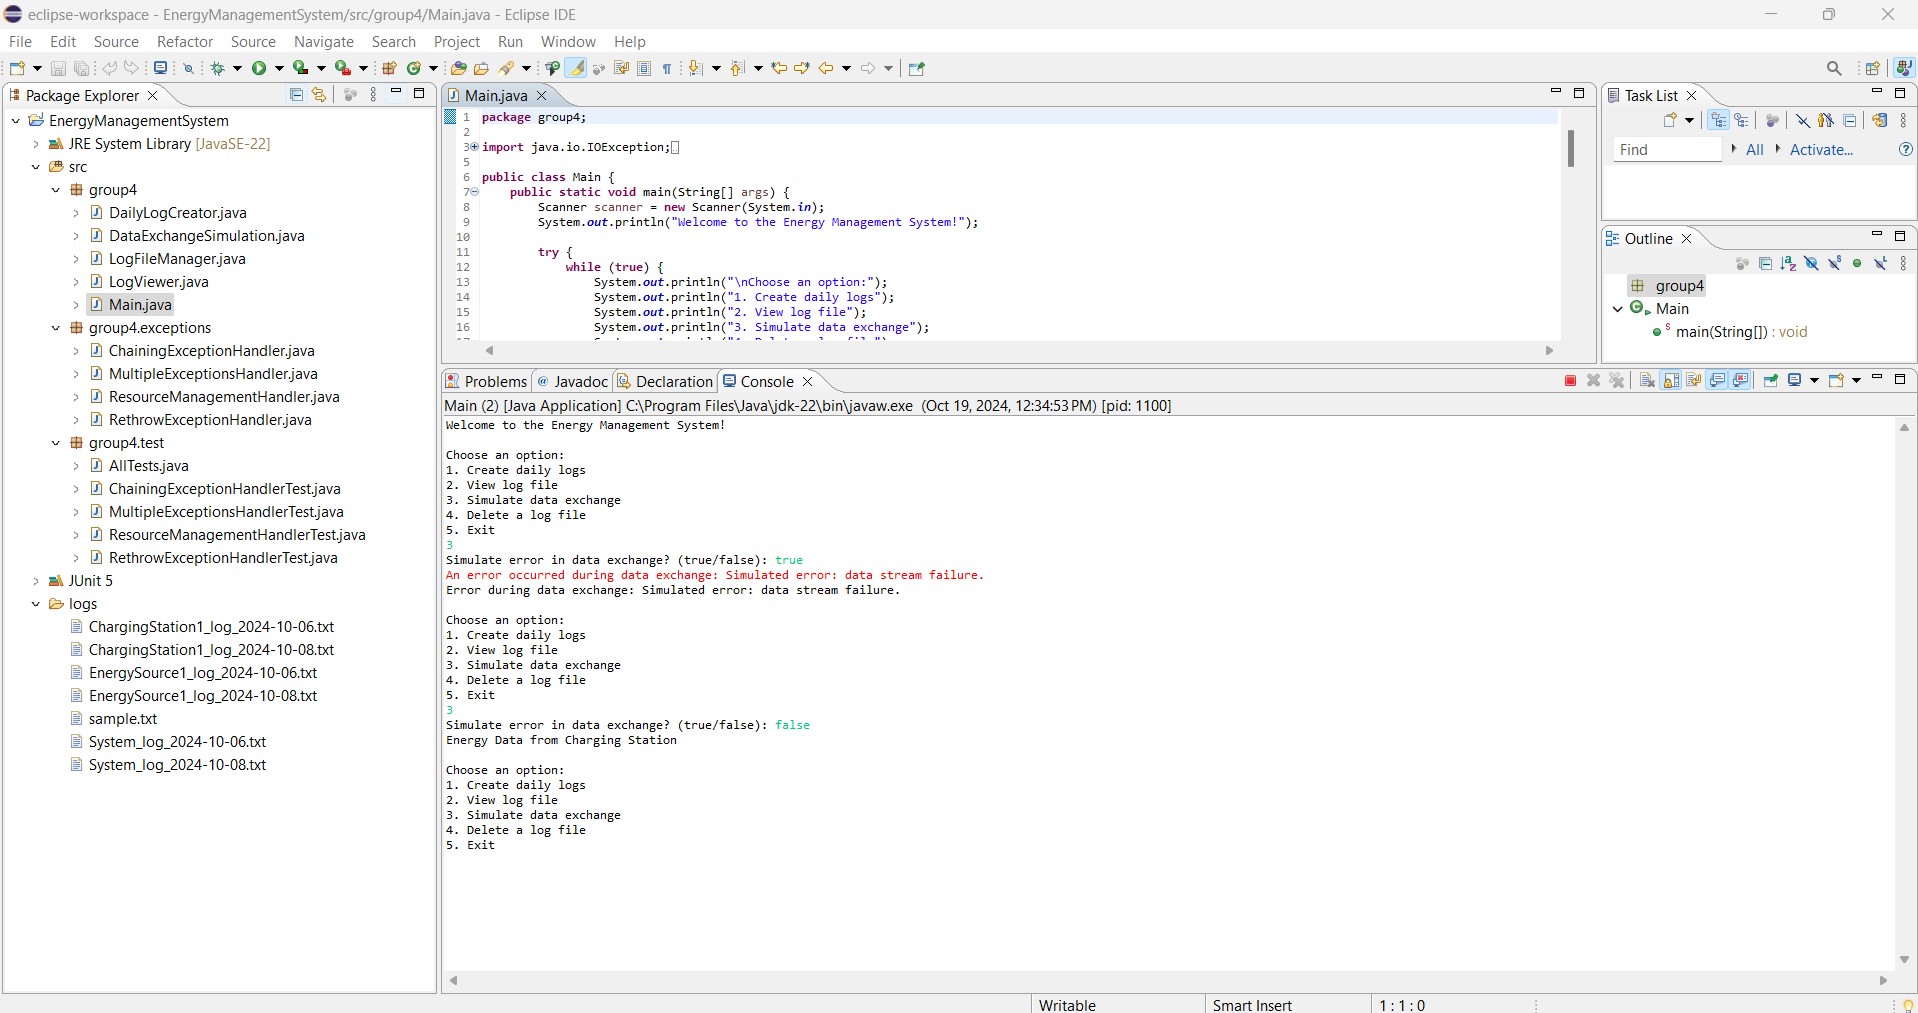 eclipse-workspace - EnergyManagementSystem/src/group4/Main.java - Eclipse IDE
File Edit Source Refactor Source Navigate Search Project Run Window Help
Package Explorer
EnergyManagementSystem
JRE System Library [JavaSE-22]
src
group4
DailyLogCreator.java
DataExchangeSimulation.java
LogFileManager.java
LogViewer.java
Main.java
group4.exceptions
ChainingExceptionHandler.java
MultipleExceptionsHandler.java
ResourceManagementHandler.java
RethrowExceptionHandler.java
group4.test
AllTests.java
ChainingExceptionHandlerTest.java
MultipleExceptionsHandlerTest.java
ResourceManagementHandlerTest.java
RethrowExceptionHandlerTest.java
JUnit 5
logs
ChargingStation1_log_2024-10-06.txt
ChargingStation1_log_2024-10-08.txt
EnergySource1_log_2024-10-06.txt
EnergySource1_log_2024-10-08.txt
sample.txt
System_log_2024-10-06.txt
System_log_2024-10-08.txt
Main.java
1 package group4;
2
3 import java.io.IOException;
5
6 public class Main {
7 public static void main(String[] args) {
8 Scanner scanner = new Scanner(System.in);
9 System.out.println("Welcome to the Energy Management System!");
10
11 try {
12 while (true) {
13 System.out.println("\nChoose an option:");
14 System.out.println("1. Create daily logs");
15 System.out.println("2. View log file");
16 System.out.println("3. Simulate data exchange");
Task List
Find All Activate...
Outline
group4
Main
main(String[]) : void
Problems Javadoc Declaration Console
Main (2) [Java Application] C:\Program Files\Java\jdk-22\bin\javaw.exe (Oct 19, 2024, 12:34:53 PM) [pid: 1100]
Welcome to the Energy Management System!
Choose an option:
1. Create daily logs
2. View log file
3. Simulate data exchange
4. Delete a log file
5. Exit
3
Simulate error in data exchange? (true/false): true
An error occurred during data exchange: Simulated error: data stream failure.
Error during data exchange: Simulated error: data stream failure.
Choose an option:
1. Create daily logs
2. View log file
3. Simulate data exchange
4. Delete a log file
5. Exit
3
Simulate error in data exchange? (true/false): false
Energy Data from Charging Station
Choose an option:
1. Create daily logs
2. View log file
3. Simulate data exchange
4. Delete a log file
5. Exit
Writable Smart Insert 1 : 1 : 0